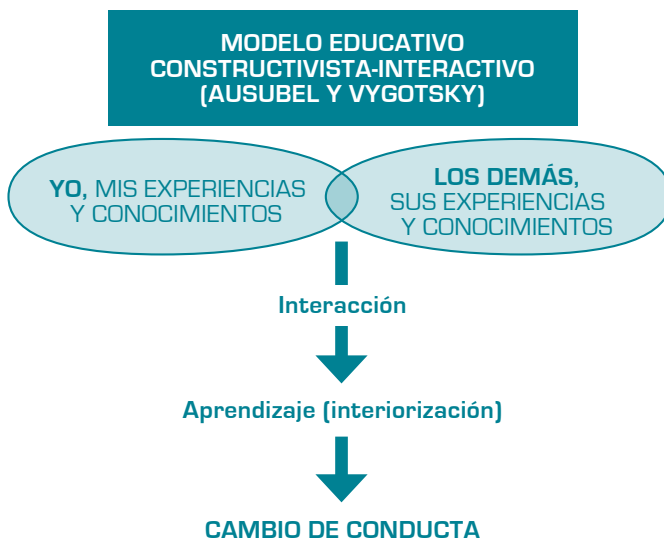 MODELO EDUCATIVO
CONSTRUCTIVISTA-INTERACTIVO
(AUSUBEL Y VYGOTSKY)
YO, MIS EXPERIENCIAS
Y CONOCIMIENTOS
LOS DEMÁS,
SUS EXPERIENCIAS
Y CONOCIMIENTOS
Interacción
Aprendizaje (interiorización)
CAMBIO DE CONDUCTA